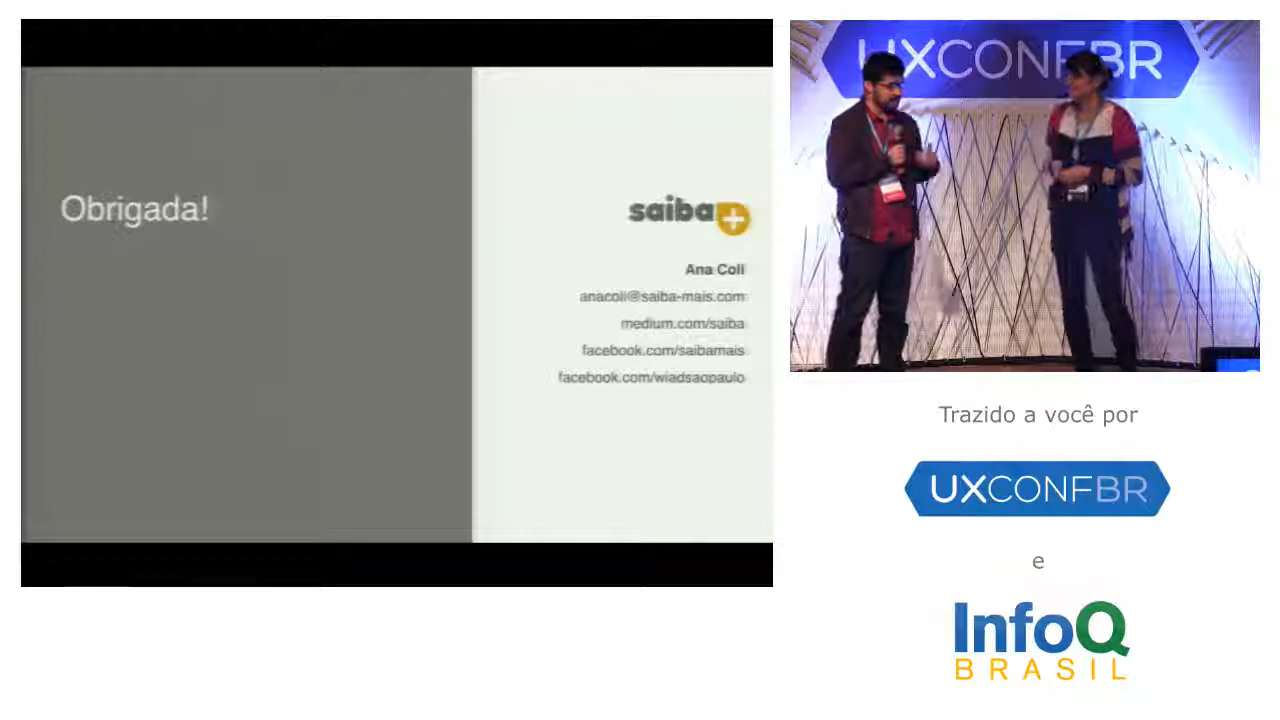 Obrigada!
saiba+
Ana Coli
anacoli@saiba-mais.com
medium.com/saiba
facebook.com/saibamais
facebook.com/wiadsaopaulo
UXCONFBR
Trazido a você por
UXCONFBR
e
InfoQ
BRASIL